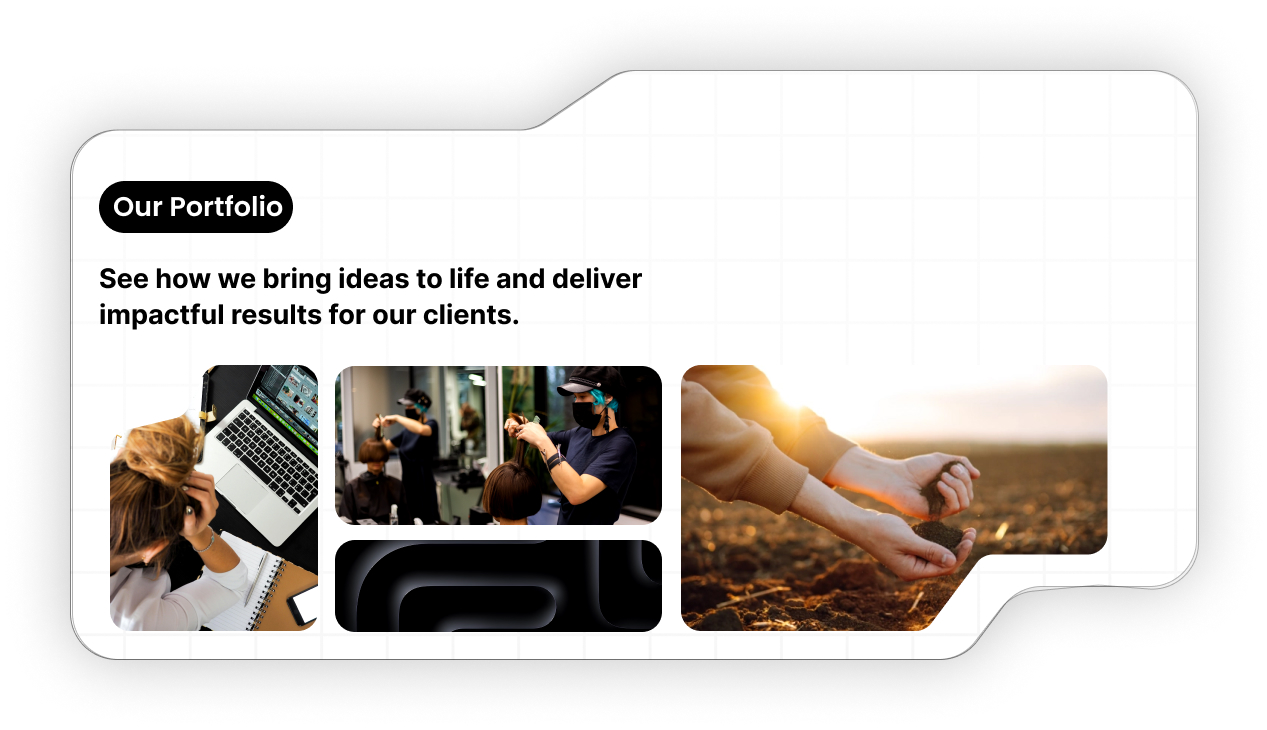 Our Portfolio
See how we bring ideas to life and deliver
impactful results for our clients.